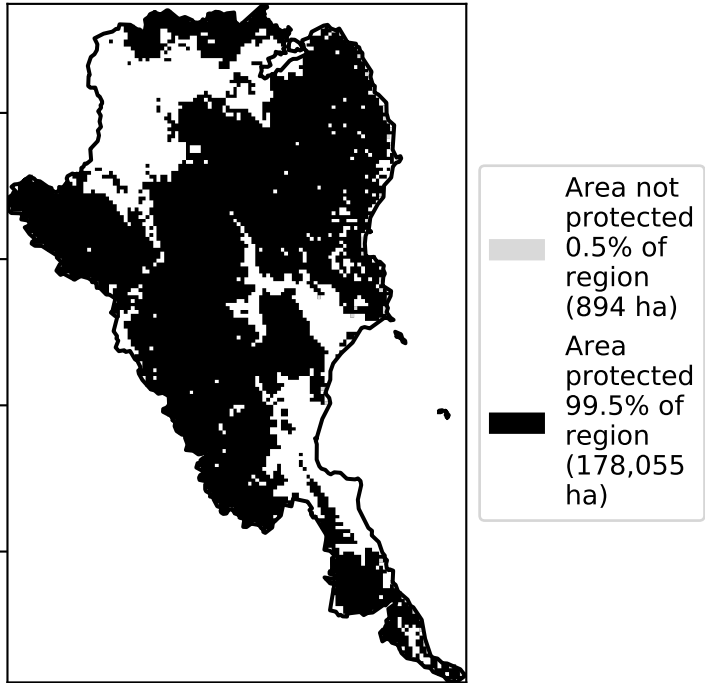 Area not
protected
0.5% of
region
(894 ha)
Area
protected
99.5% of
region
(178,055
ha)